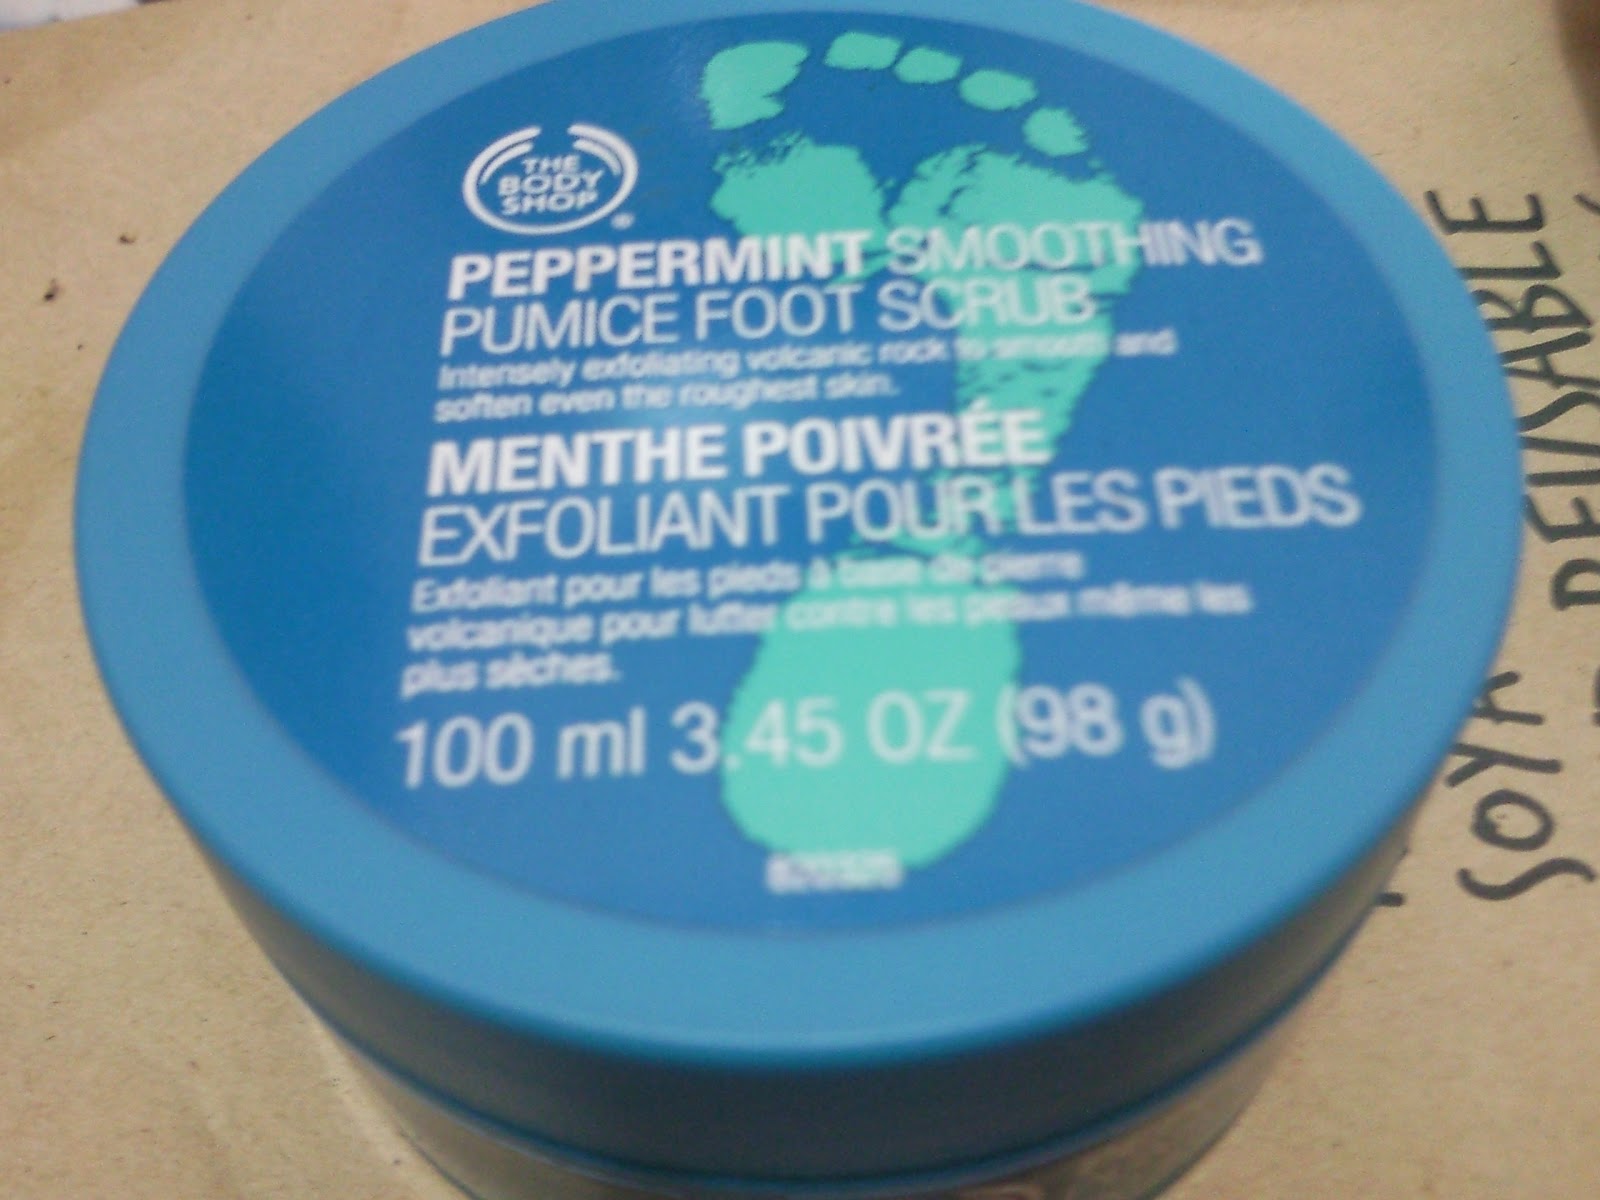 THE
BODY
SHOP®
PEPPERMINT SMOOTHING
PUMICE FOOT SCRUB
Intensely exfoliating volcanic rock to smooth and
soften even the roughest skin.
MENTHE POIVRÉE
EXFOLIANT POUR LES PIEDS
Exfoliant pour les pieds à base de pierre
volcanique pour lutter contre les peaux même les
plus sèches.
100 ml 3.45 OZ (98 g)
REUSABLE
SOYA